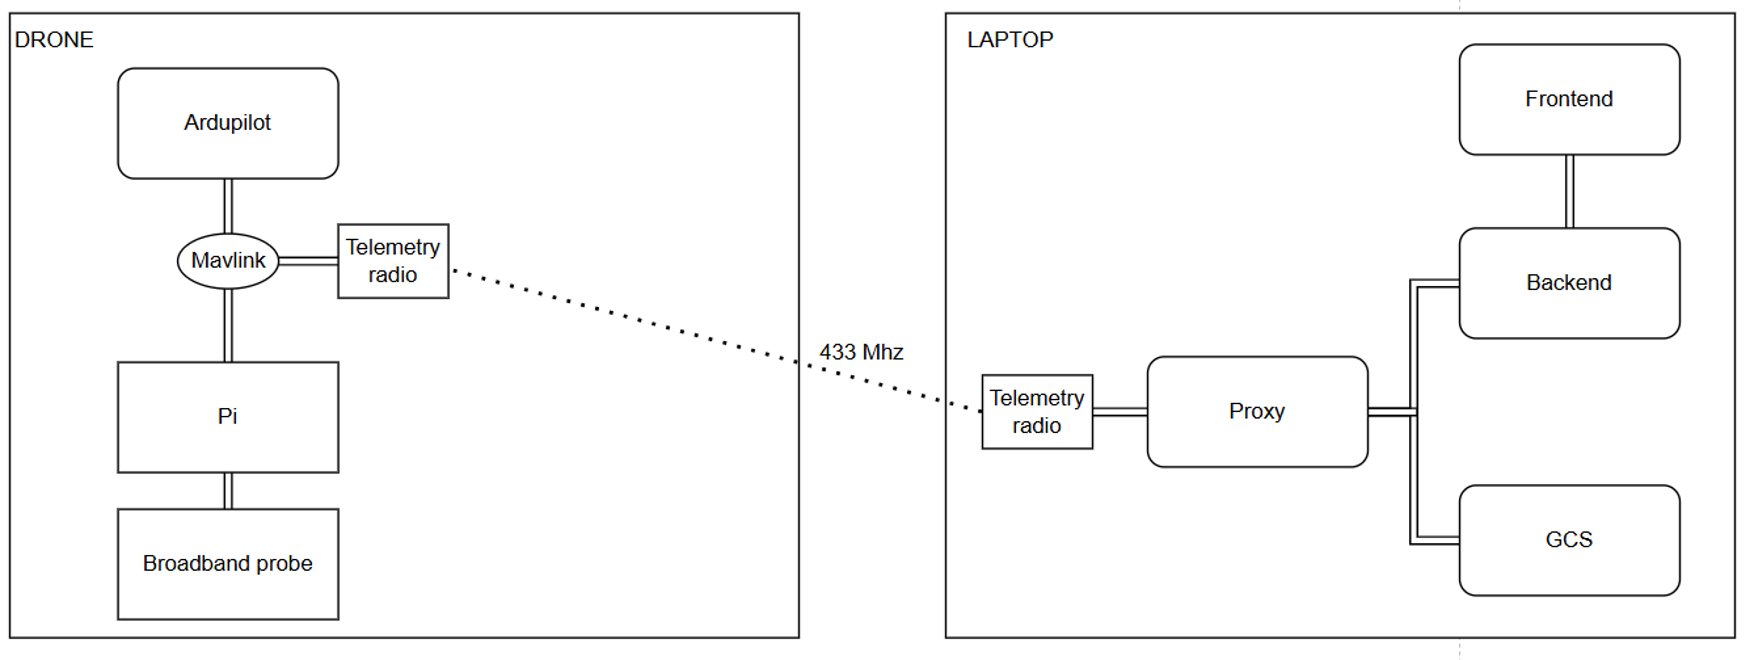 DRONE
Ardupilot
Mavlink
Telemetry
radio
Pi
Broadband probe
433 Mhz
LAPTOP
Frontend
Backend
Telemetry
radio
Proxy
GCS